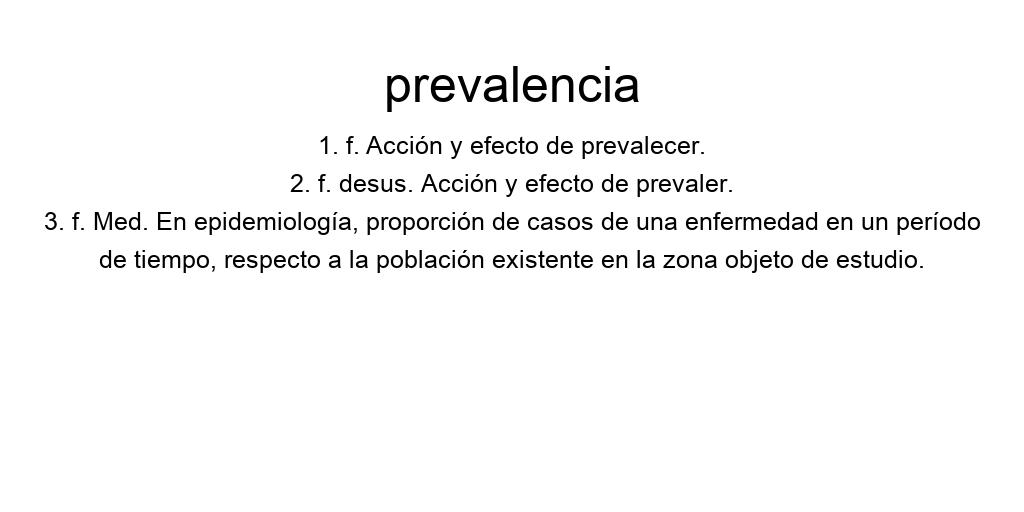 prevalencia
1. f. Acción y efecto de prevalecer.
2. f. desus. Acción y efecto de prevaler.
3. f. Med. En epidemiología, proporción de casos de una enfermedad en un período
de tiempo, respecto a la población existente en la zona objeto de estudio.